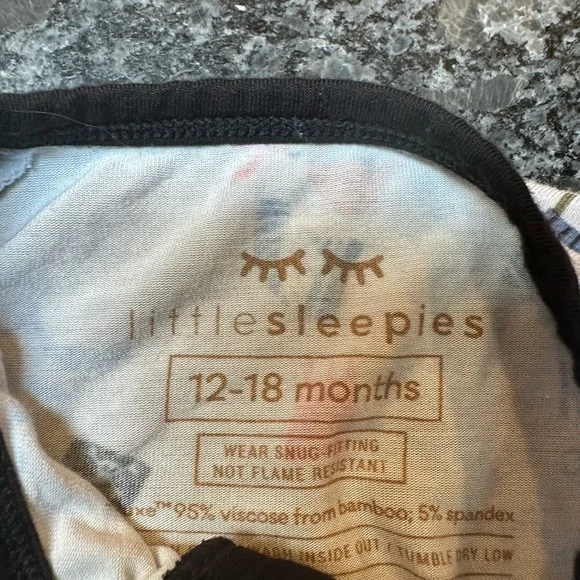 littlesleepies
12-18 months
WEAR SNUG-FITTING
NOT FLAME RESISTANT
luxe™ 95% viscose from bamboo, 5% spandex
INSIDE OUT / TUMBLE DRY LOW